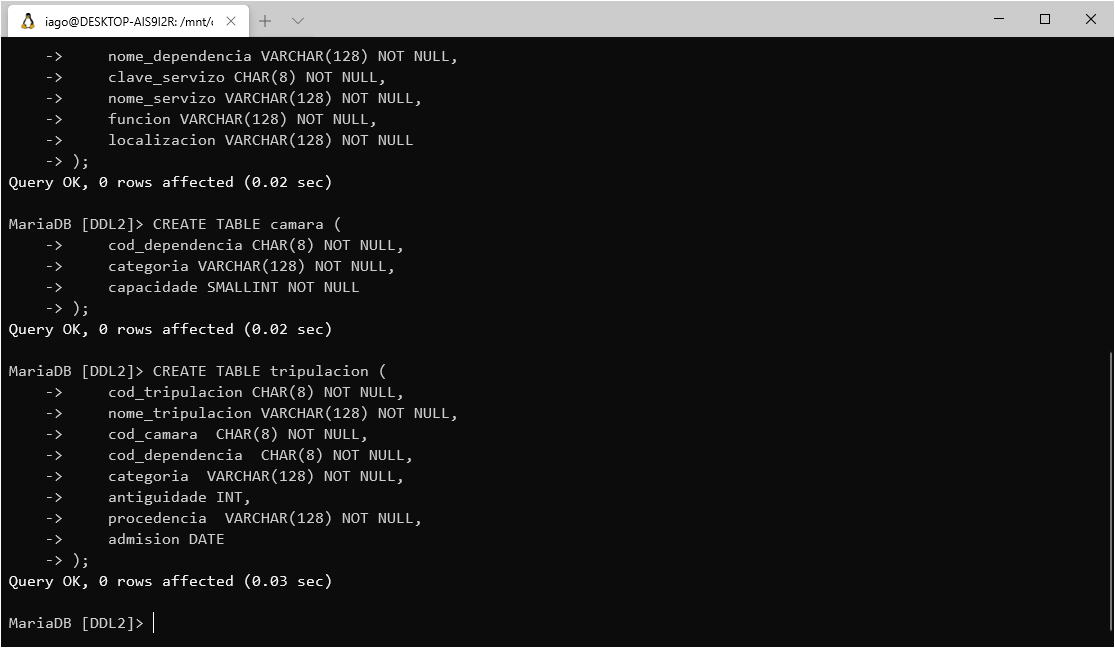 iago@DESKTOP-AIS9I2R: /mnt/
    ->     nome_dependencia VARCHAR(128) NOT NULL,
    ->     clave_servizo CHAR(8) NOT NULL,
    ->     nome_servizo VARCHAR(128) NOT NULL,
    ->     funcion VARCHAR(128) NOT NULL,
    ->     localizacion VARCHAR(128) NOT NULL
    -> );
Query OK, 0 rows affected (0.02 sec)

MariaDB [DDL2]> CREATE TABLE camara (
    ->     cod_dependencia CHAR(8) NOT NULL,
    ->     categoria VARCHAR(128) NOT NULL,
    ->     capacidade SMALLINT NOT NULL
    -> );
Query OK, 0 rows affected (0.02 sec)

MariaDB [DDL2]> CREATE TABLE tripulacion (
    ->     cod_tripulacion CHAR(8) NOT NULL,
    ->     nome_tripulacion VARCHAR(128) NOT NULL,
    ->     cod_camara  CHAR(8) NOT NULL,
    ->     cod_dependencia  CHAR(8) NOT NULL,
    ->     categoria  VARCHAR(128) NOT NULL,
    ->     antiguidade INT,
    ->     procedencia  VARCHAR(128) NOT NULL,
    ->     admision DATE
    -> );
Query OK, 0 rows affected (0.03 sec)

MariaDB [DDL2]>